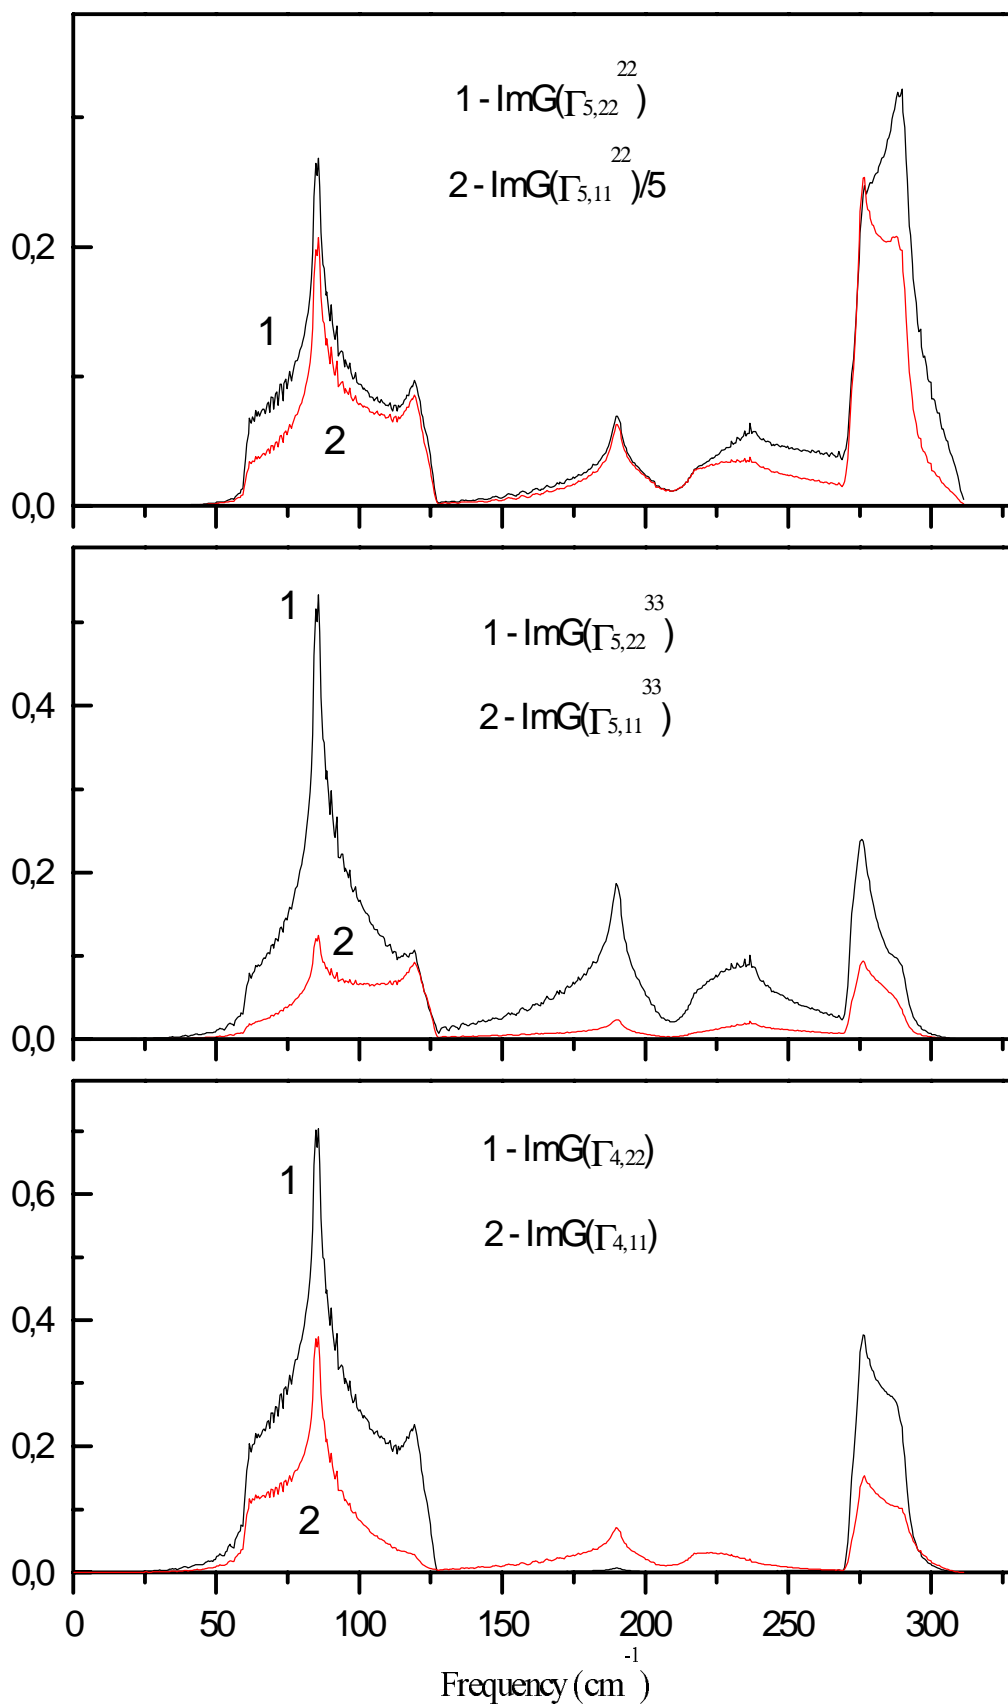 1 - ImG(Γ5,22 22)
2 - ImG(Γ5,11 22)/5
0,2
1
2
0,0
1
1 - ImG(Γ5,22 33)
2 - ImG(Γ5,11 33)
0,4
0,2
2
0,0
1 - ImG(Γ4,22)
1
0,6
2 - ImG(Γ4,11)
0,4
0,2
2
0,0
0 50 100 150 200 250 300
Frequency (cm-1)